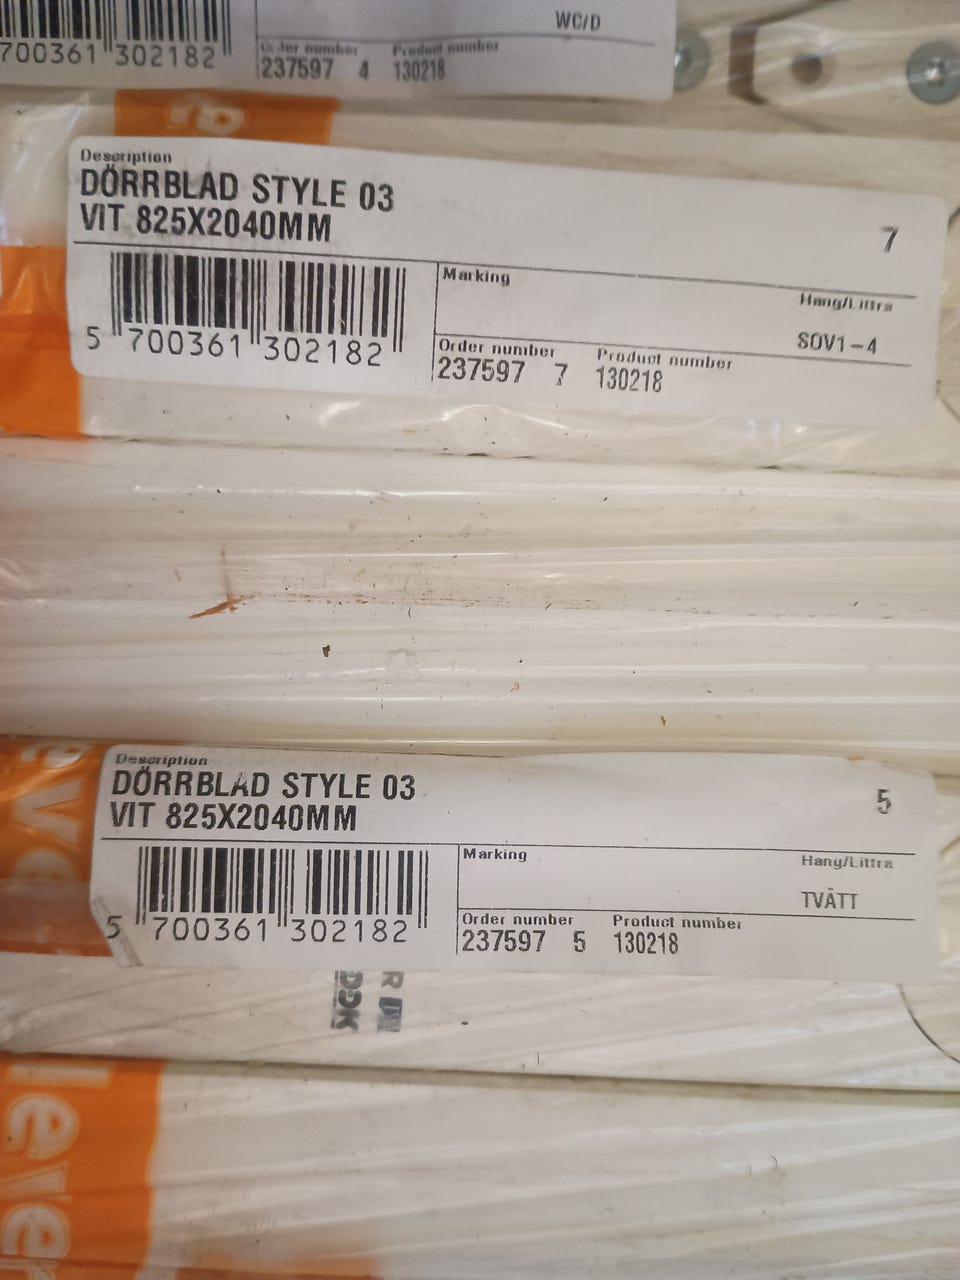 WC/D
700361 302182
Order number Product number
237597 4 130218
Description
DÖRRBLAD STYLE 03
VIT 825X2040MM
7
Marking
Hang/Littra
SOV1-4
5 700361 302182
Order number Product number
237597 7 130218
Description
DÖRRBLAD STYLE 03
VIT 825X2040MM
5
Marking
Hang/Littra
TVÄTT
5 700361 302182
Order number Product number
237597 5 130218